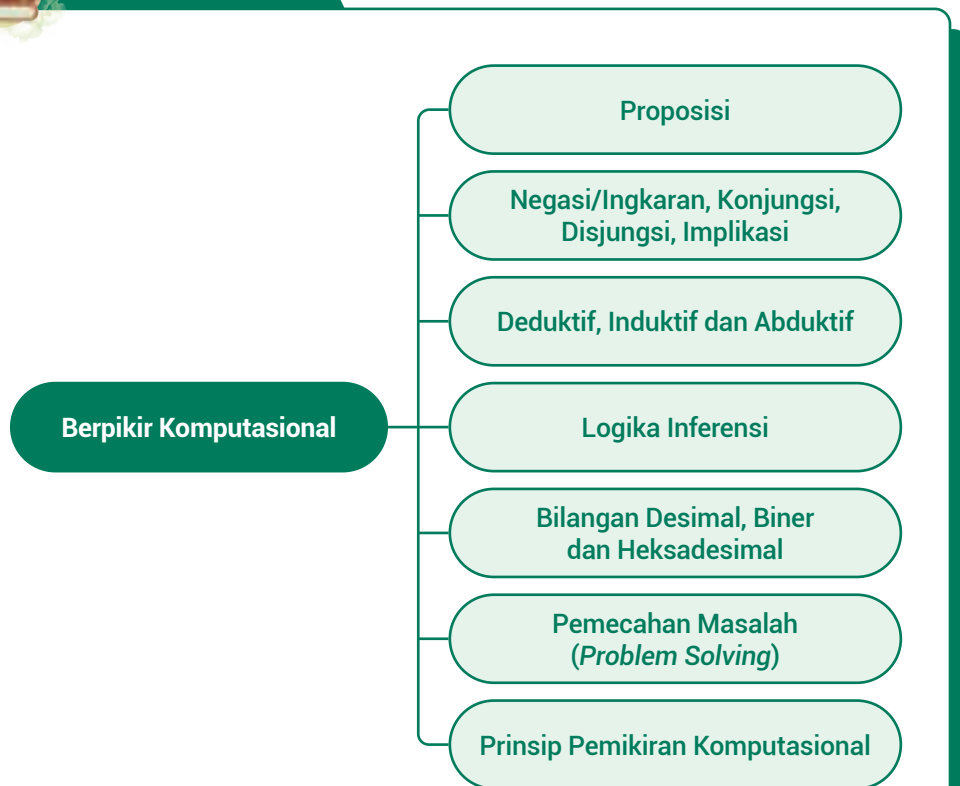 Proposisi
Negasi/Ingkaran, Konjungsi,
Disjungsi, Implikasi
Deduktif, Induktif dan Abduktif
Berpikir Komputasional
Logika Inferensi
Bilangan Desimal, Biner
dan Heksadesimal
Pemecahan Masalah
(Problem Solving)
Prinsip Pemikiran Komputasional